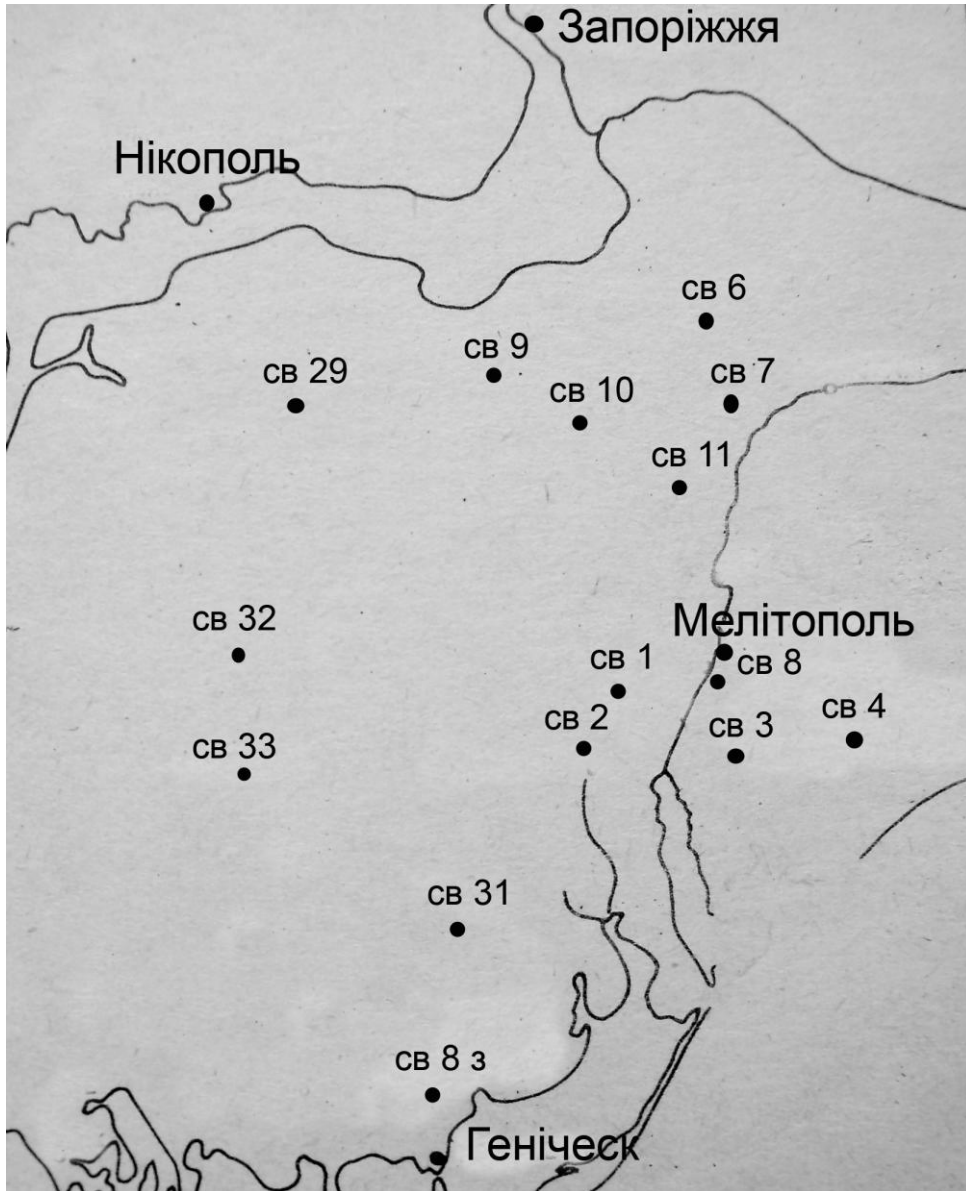 Запоріжжя
Нікополь
св 6
св 9
св 7
св 29
св 10
св 11
Мелітополь
св 32
св 1
св 8
св 4
св 2
св 3
св 33
св 31
св 8 з
Геніческ